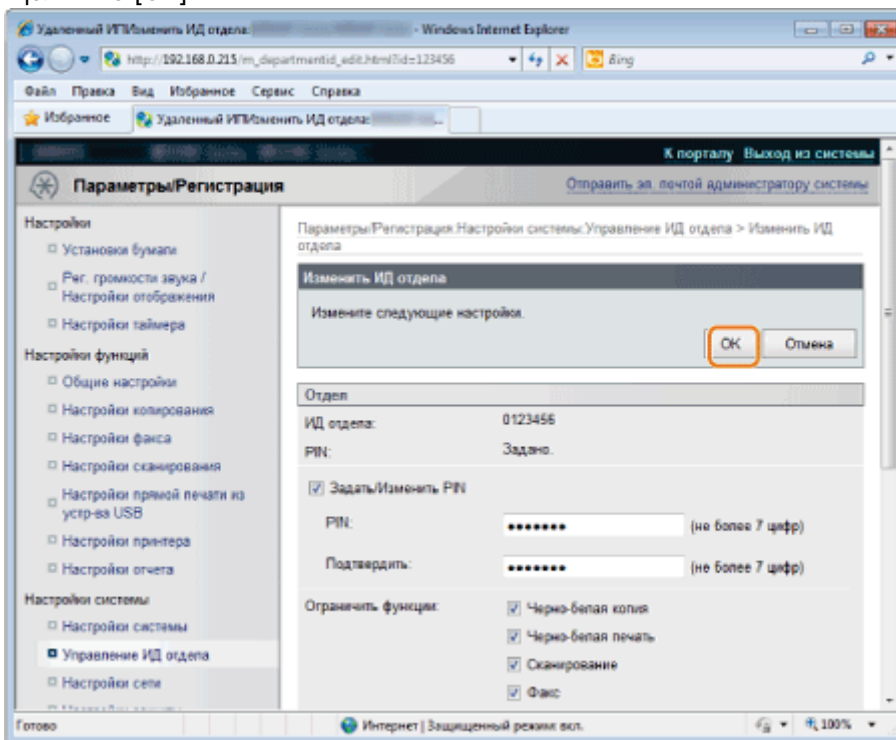 Удаленный ИП:Изменить ИД отдела: - Windows Internet Explorer
http://192.168.0.215/m_departmentid_edit.html?id=123456
Bing
Файл Правка Вид Избранное Сервис Справка
Избранное Удаленный ИП:Изменить ИД отдела: ...
К порталу Выход из системы
Параметры/Регистрация Отправить эл. почтой администратору системы
Настройки
Установки бумаги
Рег. громкости звука /
Настройки отображения
Настройки таймера
Настройки функций
Общие настройки
Настройки копирования
Настройки факса
Настройки сканирования
Настройки прямой печати из
устр-ва USB
Настройки принтера
Настройки отчета
Настройки системы
Настройки системы
Управление ИД отдела
Настройки сети
Параметры/Регистрация:Настройки системы:Управление ИД отдела > Изменить ИД
отдела
Изменить ИД отдела
Измените следующие настройки.
OK Отмена
Отдел
ИД отдела: 0123456
PIN: Задано.
Задать/Изменить PIN
PIN: ••••••• (не более 7 цифр)
Подтвердить: ••••••• (не более 7 цифр)
Ограничить функции: Черно-белая копия
Черно-белая печать
Сканирование
Факс
Готово Интернет | Защищенный режим: вкл. 100%